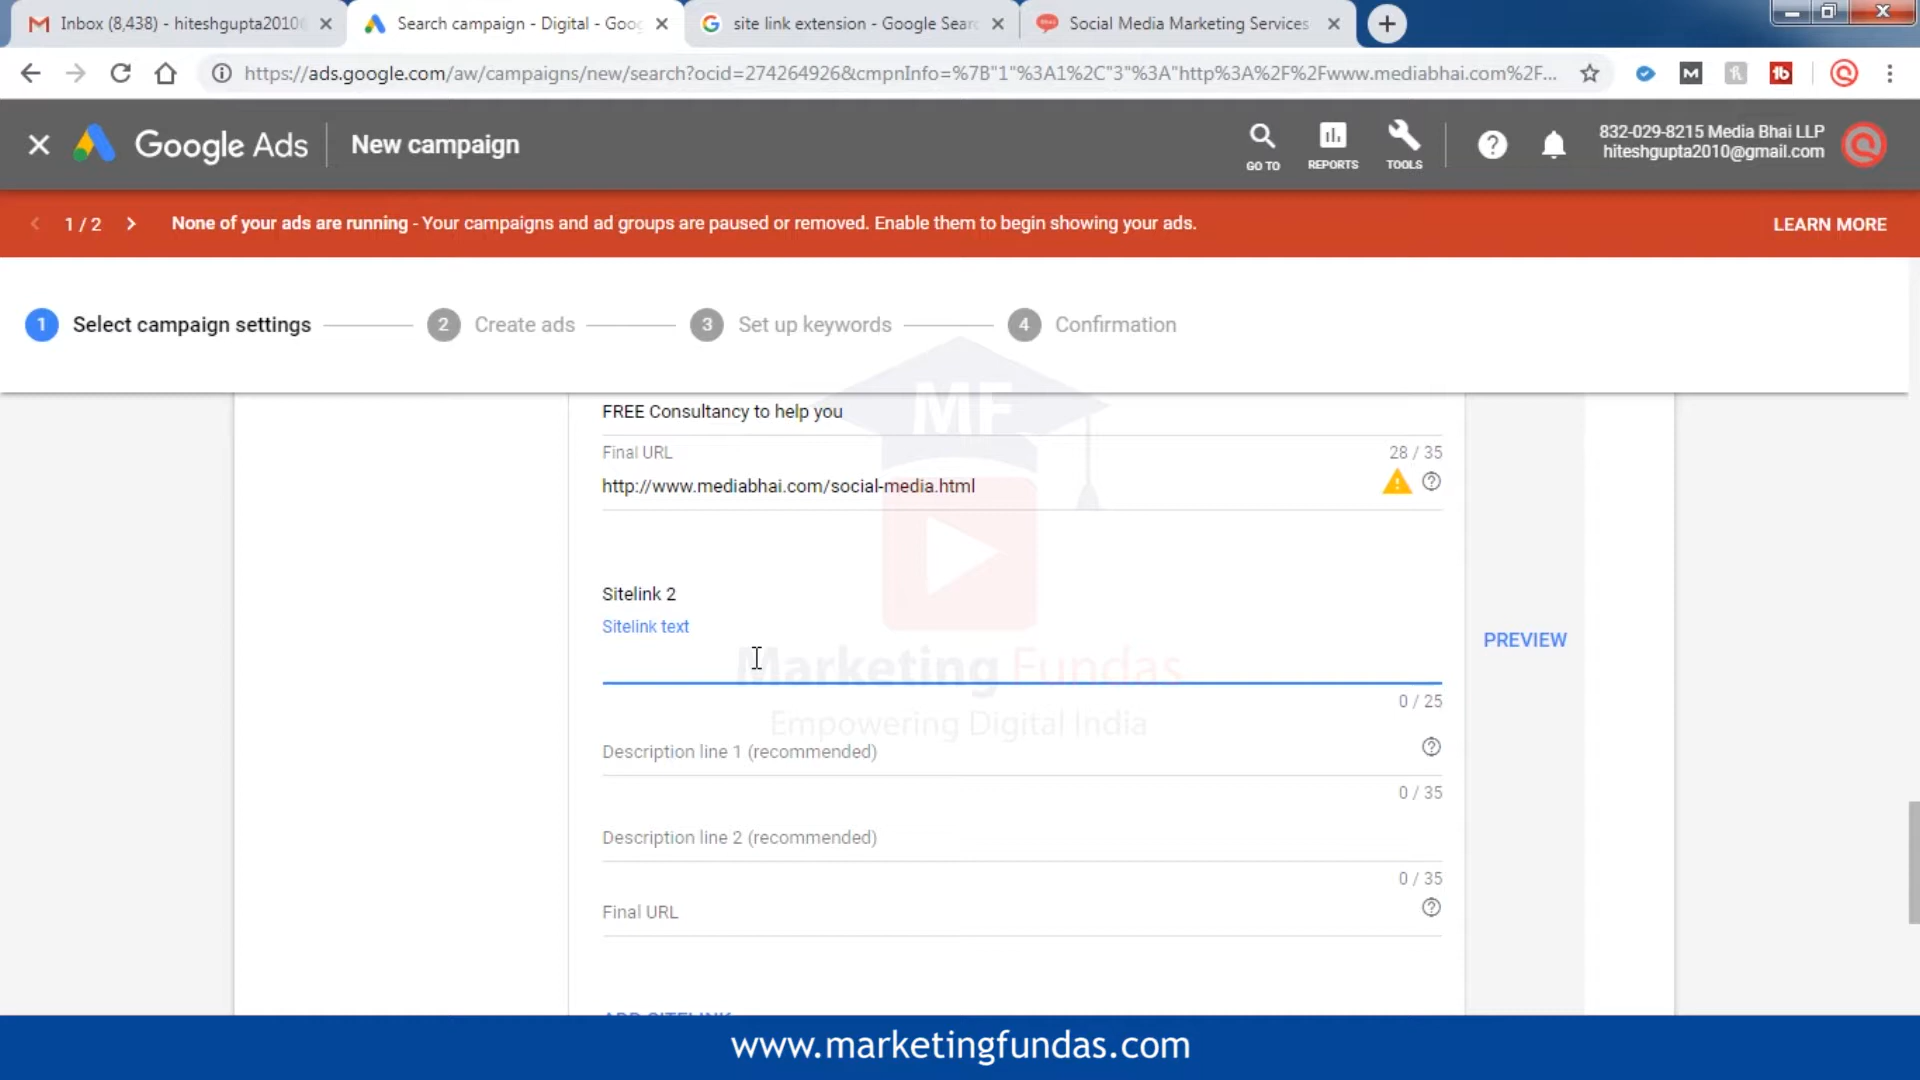 Inbox (8,438) - hiteshgupta2010
Search campaign - Digital - Goog
site link extension - Google Sear
Social Media Marketing Services
https://ads.google.com/aw/campaigns/new/search?ocid=274264926&cmpnInfo=%7B"1"%3A1%2C"3"%3A"http%3A%2F%2Fwww.mediabhai.com%2F...
Google Ads
New campaign
GO TO
REPORTS
TOOLS
832-029-8215 Media Bhai LLP
hiteshgupta2010@gmail.com
1 / 2
None of your ads are running - Your campaigns and ad groups are paused or removed. Enable them to begin showing your ads.
LEARN MORE
1 Select campaign settings
2 Create ads
3 Set up keywords
4 Confirmation
MF
FREE Consultancy to help you
Final URL
28 / 35
http://www.mediabhai.com/social-media.html
Sitelink 2
Sitelink text
PREVIEW
Marketing Fundas
0 / 25
Empowering Digital India
Description line 1 (recommended)
0 / 35
Description line 2 (recommended)
0 / 35
Final URL
ADD SITELINK
www.marketingfundas.com